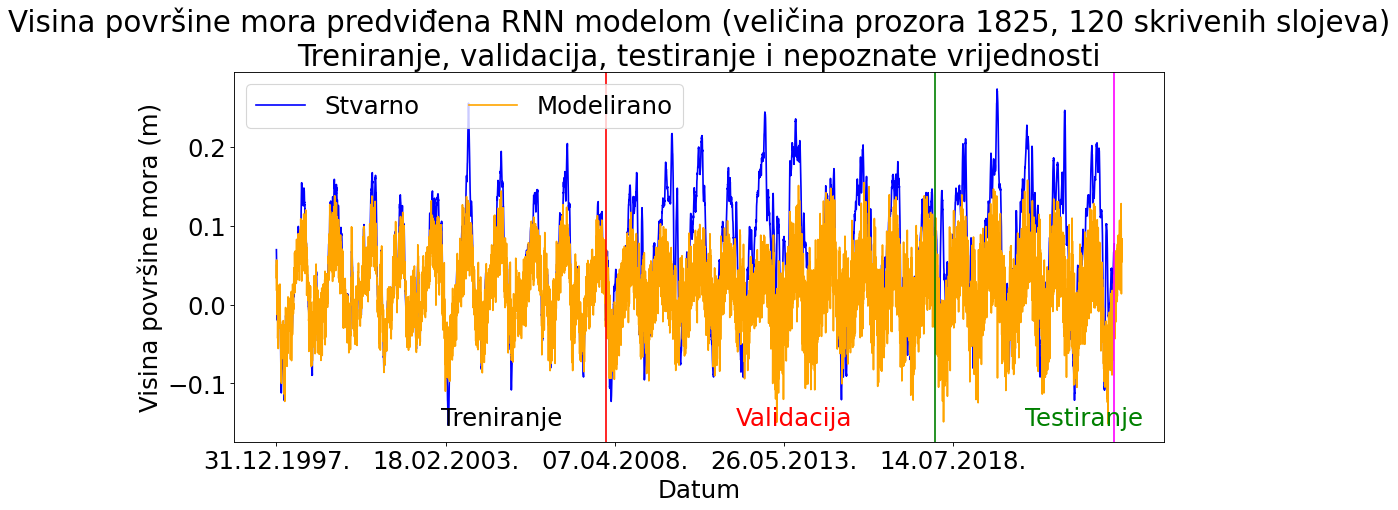 Visina površine mora predviđena RNN modelom (veličina prozora 1825, 120 skrivenih slojeva)
Treniranje, validacija, testiranje i nepoznate vrijednosti
Stvarno
Modelirano
Visina površine mora (m)
0.2
0.1
0.0
−0.1
Treniranje
Validacija
Testiranje
31.12.1997.
18.02.2003.
07.04.2008.
26.05.2013.
14.07.2018.
Datum